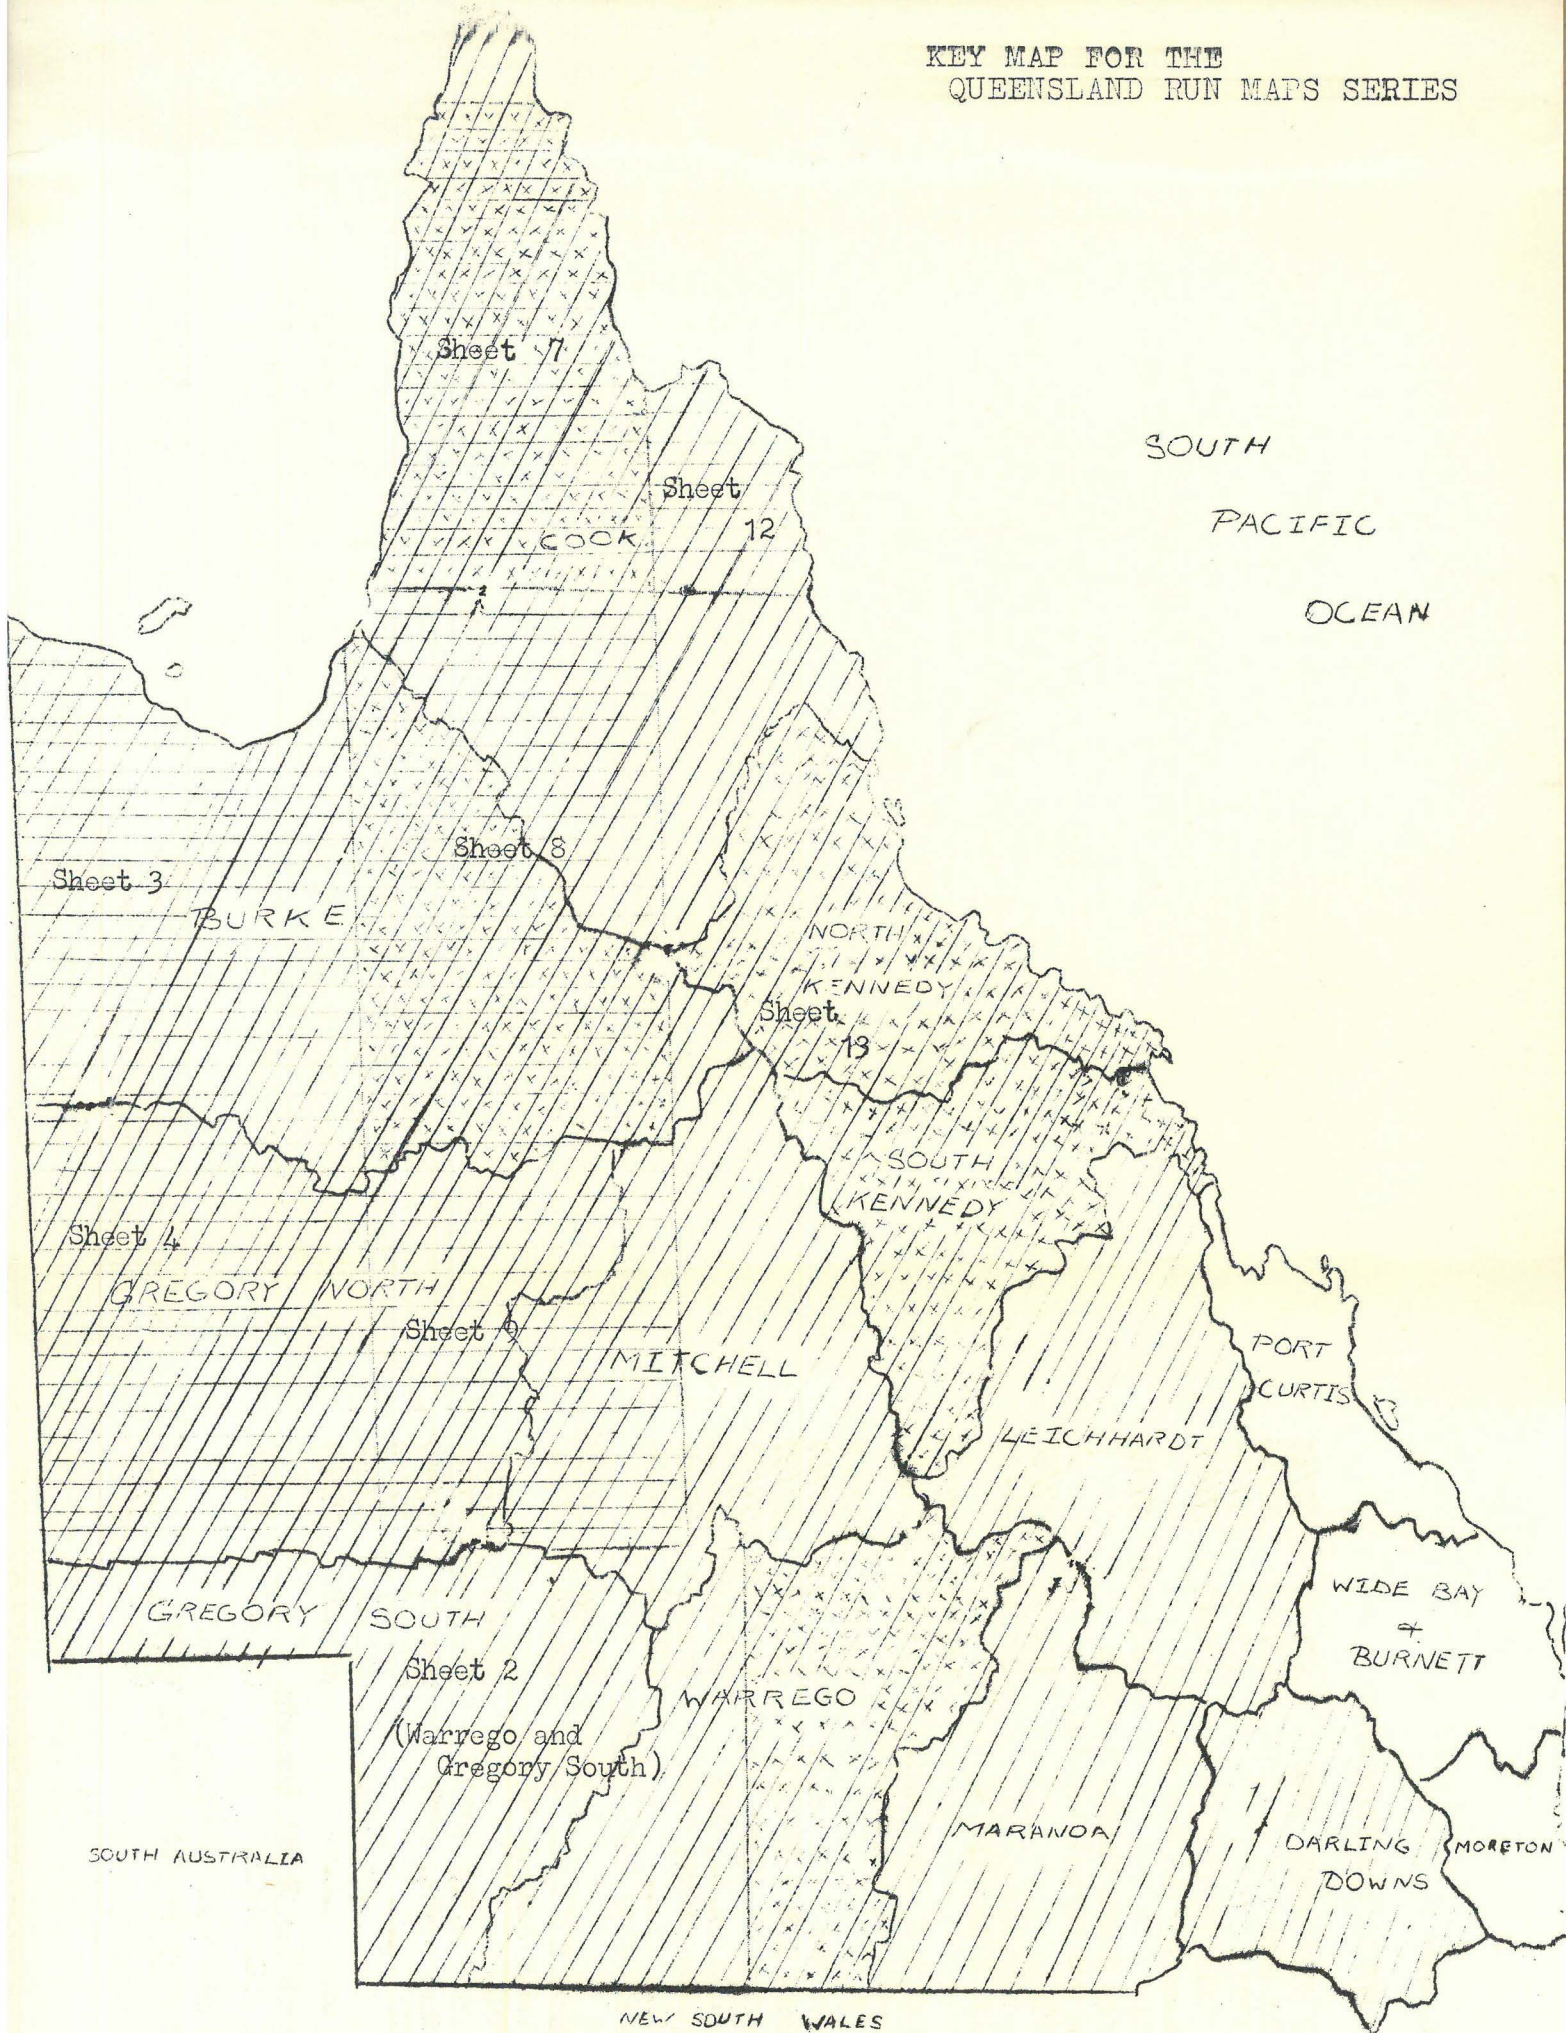 KEY MAP FOR THE
QUEENSLAND RUN MAPS SERIES
Sheet 7
SOUTH
PACIFIC
OCEAN
Sheet
12
COOK
Sheet 8
Sheet 3
BURKE
NORTH
KENNEDY
Sheet
13
SOUTH
KENNEDY
Sheet 4
GREGORY NORTH
Sheet 9
MITCHELL
PORT
CURTIS
LEICHHARDT
WIDE BAY
+
BURNETT
GREGORY SOUTH
Sheet 2
(Warrego and
Gregory South)
WARREGO
MARANOA
DARLING
DOWNS
MORETON
SOUTH AUSTRALIA
NEW SOUTH WALES